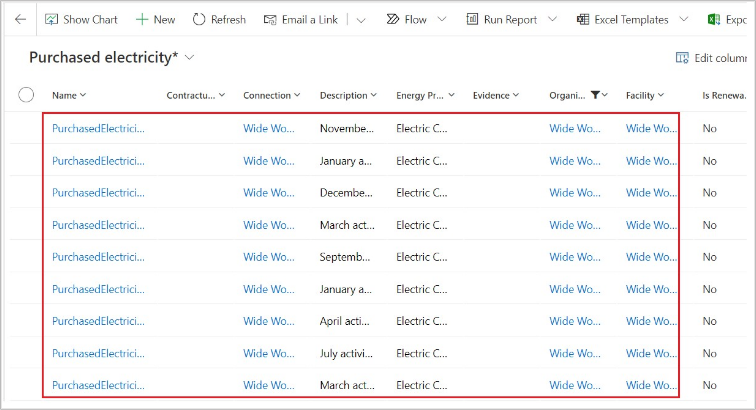 Show Chart New Refresh Email a Link Flow Run Report Excel Templates Expo
Purchased electricity* Edit colum
Name Contractu... Connection Description Energy Pr... Evidence Organi... Facility Is Renewa.
PurchasedElectrici... Wide Wo... Novembe... Electric C... Wide Wo... Wide Wo... No
PurchasedElectrici... Wide Wo... January a... Electric C... Wide Wo... Wide Wo... No
PurchasedElectrici... Wide Wo... Decembe... Electric C... Wide Wo... Wide Wo... No
PurchasedElectrici... Wide Wo... March act... Electric C... Wide Wo... Wide Wo... No
PurchasedElectrici... Wide Wo... Septemb... Electric C... Wide Wo... Wide Wo... No
PurchasedElectrici... Wide Wo... January a... Electric C... Wide Wo... Wide Wo... No
PurchasedElectrici... Wide Wo... April acti... Electric C... Wide Wo... Wide Wo... No
PurchasedElectrici... Wide Wo... July activi... Electric C... Wide Wo... Wide Wo... No
PurchasedElectrici... Wide Wo... March act... Electric C... Wide Wo... Wide Wo... No